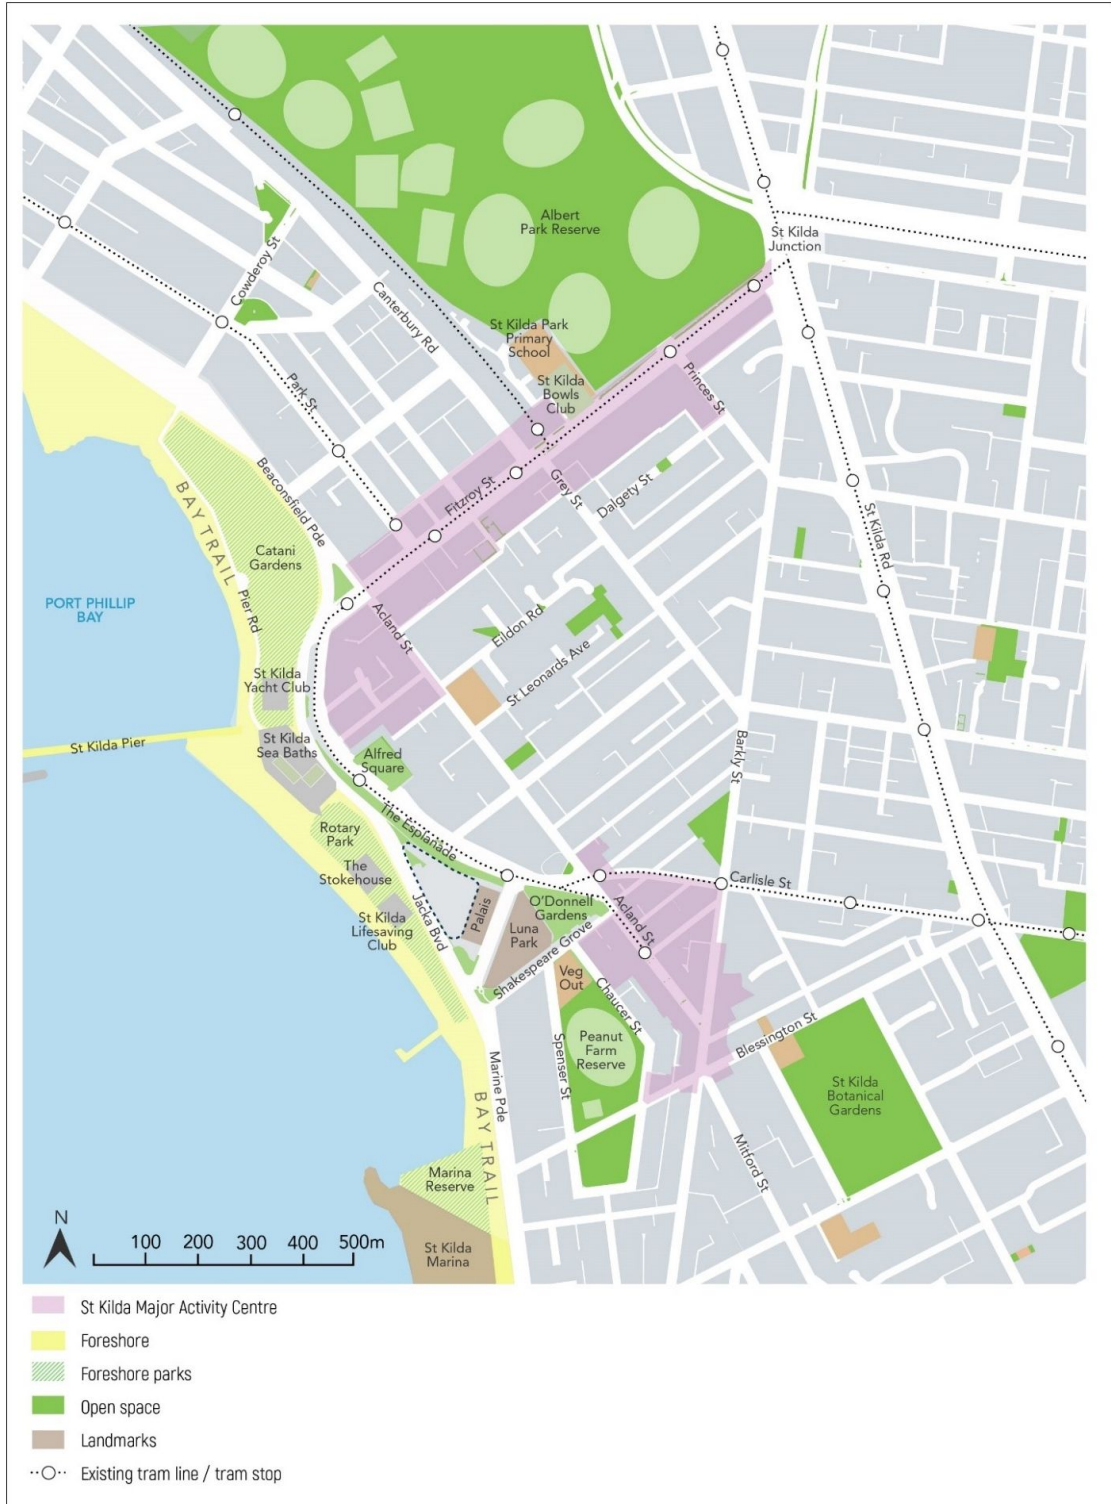 Albert
Park Reserve
St Kilda
Junction
Cowderoy St
Canterbury Rd
St Kilda Park
Primary
School
St Kilda
Bowls
Club
Princes St
Park St
Beaconsfield Pde
Fitzroy St
Grey St
Dalgety St
BAY TRAIL
Catani
Gardens
St Kilda Rd
PORT PHILLIP
BAY
Pier Rd
Acland St
Eildon Rd
St Leonards Ave
St Kilda
Yacht Club
St Kilda Pier
St Kilda
Sea Baths
Alfred
Square
Barkly St
The Esplanade
Rotary
Park
The
Stokehouse
St Kilda
Lifesaving
Club
Jacka Bvd
Palais
Luna
Park
O'Donnell
Gardens
Acland St
Carlisle St
Shakespeare Grove
Veg
Out
Chaucer St
Peanut
Farm
Reserve
Spenser St
Blessington St
St Kilda
Botanical
Gardens
Marine Pde
BAY TRAIL
Mitford St
Marina
Reserve
St Kilda
Marina
N
100 200 300 400 500m
St Kilda Major Activity Centre
Foreshore
Foreshore parks
Open space
Landmarks
Existing tram line / tram stop